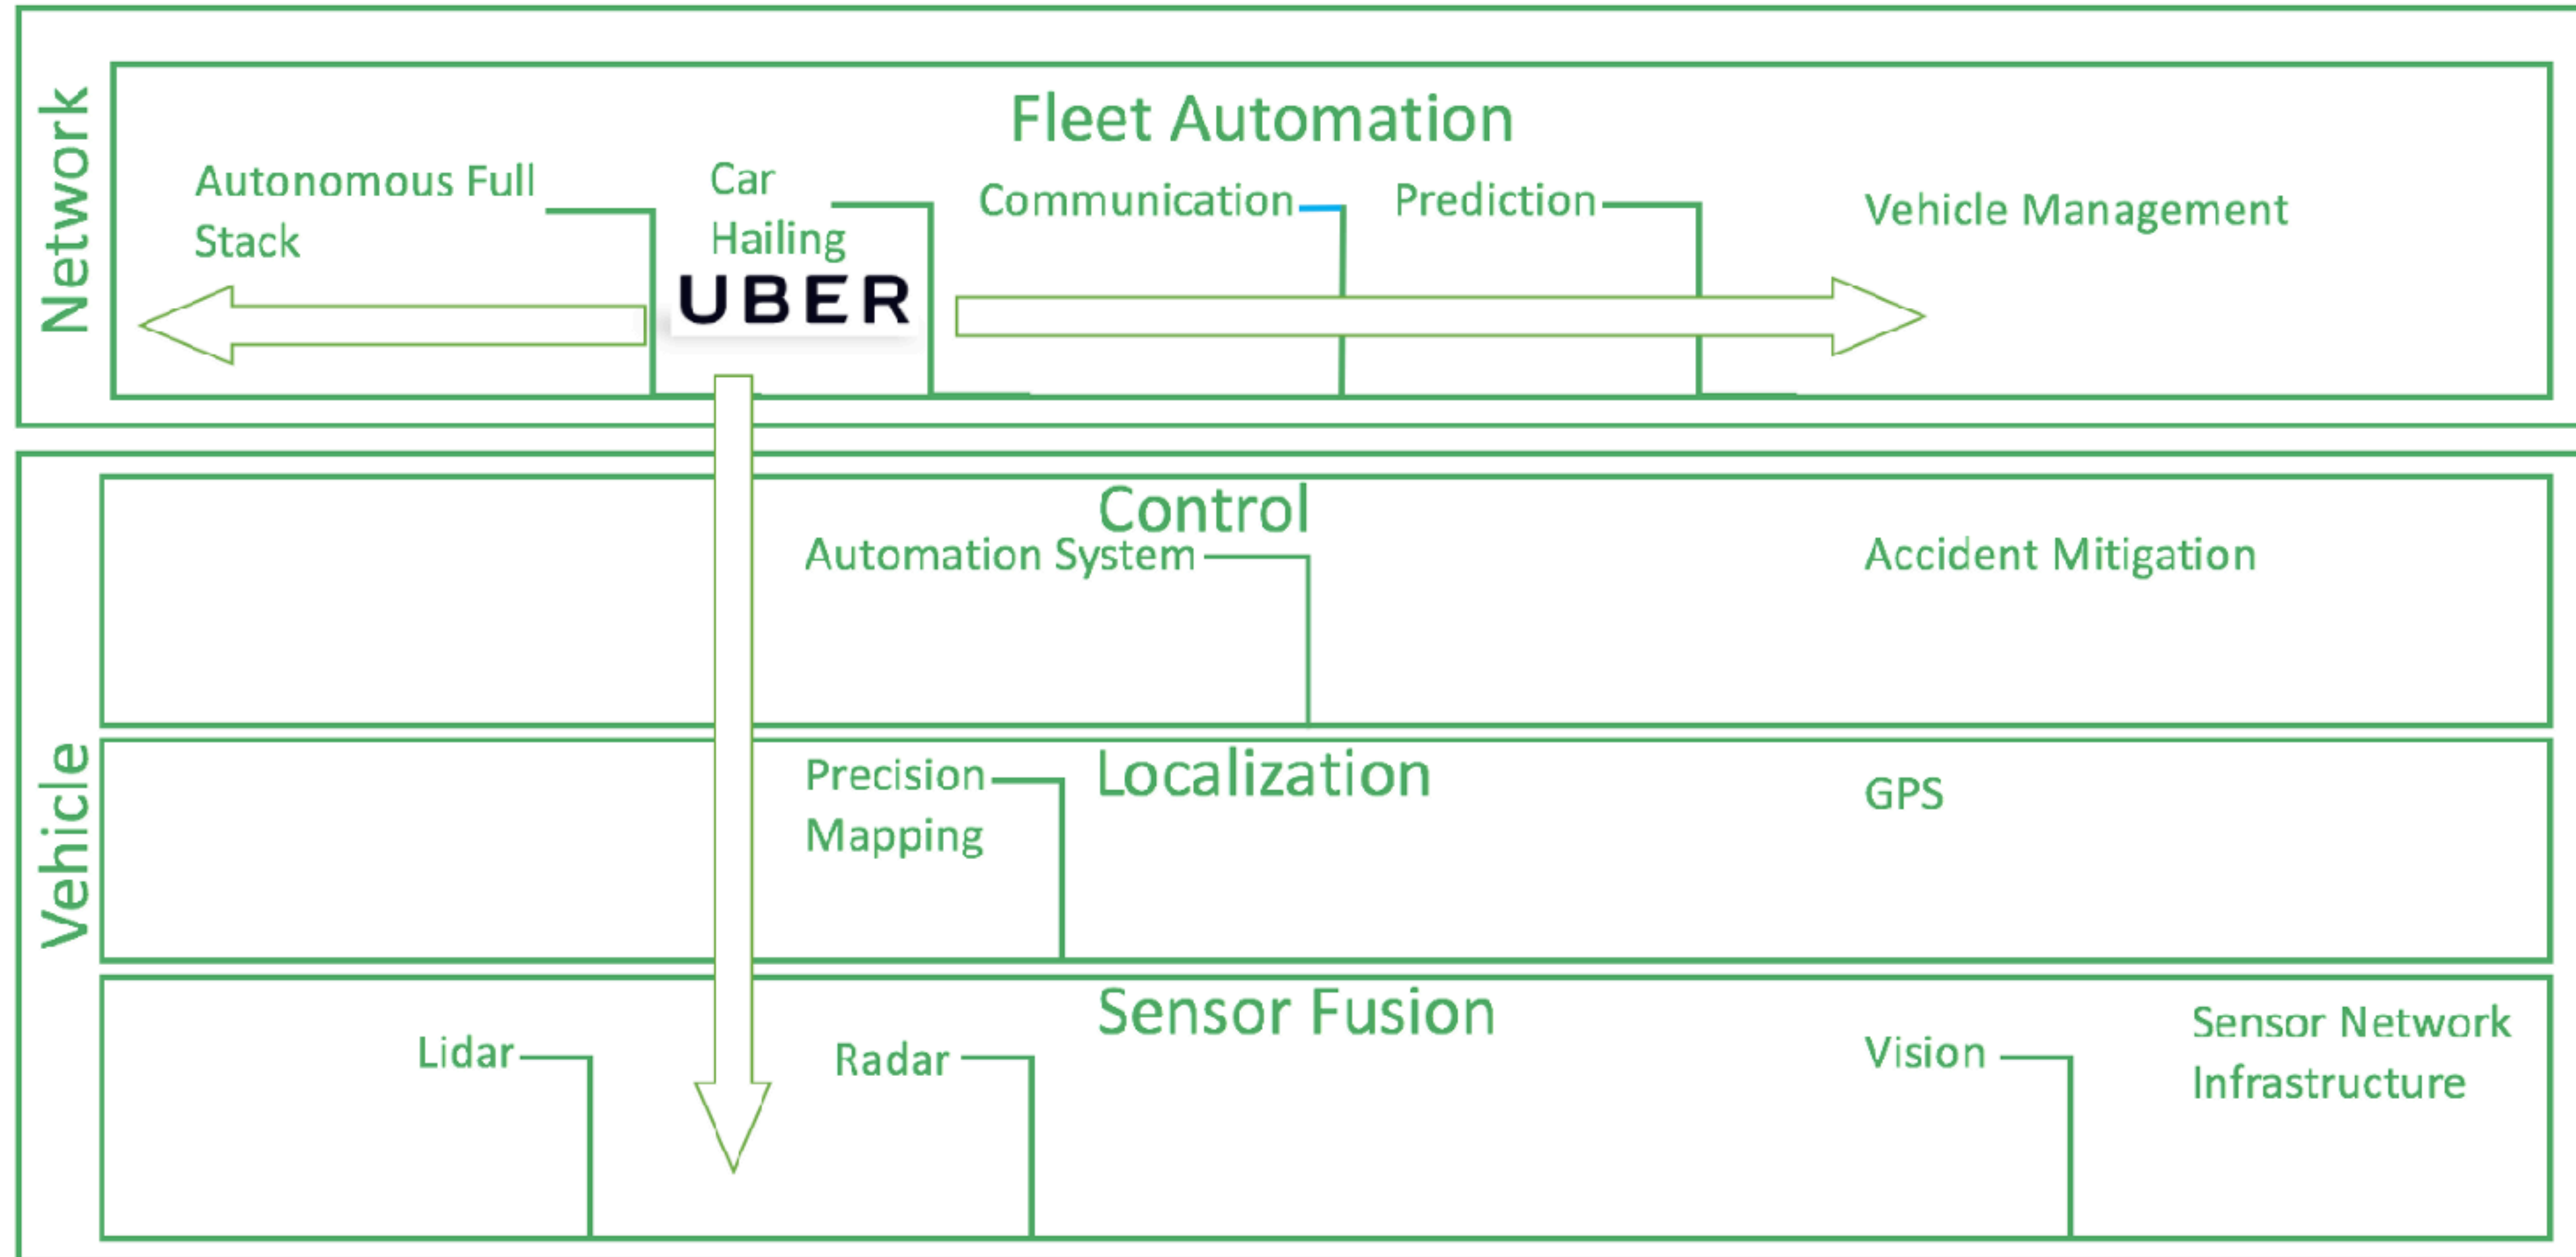 Network
Fleet Automation
Autonomous Full
Stack
Car
Hailing
UBER
Communication
Prediction
Vehicle Management
Vehicle
Control
Automation System
Accident Mitigation
Localization
Precision
Mapping
GPS
Sensor Fusion
Lidar
Radar
Vision
Sensor Network
Infrastructure